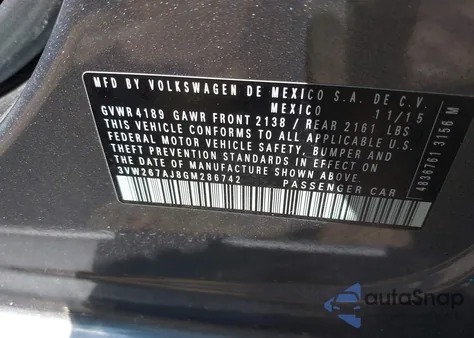 MFD BY VOLKSWAGEN DE MEXICO S.A. DE C.V.
MEXICO 11/15
GVWR 4189 GAWR FRONT 2138 / REAR 2161 LBS
THIS VEHICLE CONFORMS TO ALL APPLICABLE U.S.
FEDERAL MOTOR VEHICLE SAFETY, BUMPER AND
THEFT PREVENTION STANDARDS IN EFFECT ON
THE DATE OF MANUFACTURE SHOWN ABOVE.
3VW267AJ8GM286742 PASSENGER CAR
4836761 3156 M
autoSnap